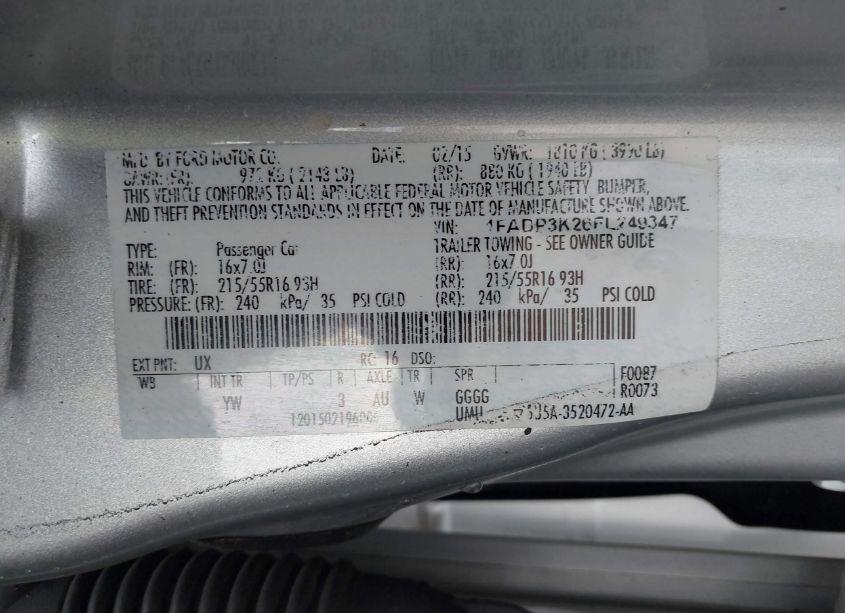 MFD. BY FORD MOTOR CO. DATE: 02/15 GVWR: 1810 KG ( 3990 LB)
GAWR:(FR): 972 KG ( 2143 LB) (RR): 880 KG ( 1940 LB)
THIS VEHICLE CONFORMS TO ALL APPLICABLE FEDERAL MOTOR VEHICLE SAFETY, BUMPER,
AND THEFT PREVENTION STANDARDS IN EFFECT ON THE DATE OF MANUFACTURE SHOWN ABOVE.
VIN: 1FADP3K26FL249347
TYPE: Passenger Car TRAILER TOWING - SEE OWNER GUIDE
RIM: (FR): 16x7.0J (RR): 16x7.0J
TIRE: (FR): 215/55R16 93H (RR): 215/55R16 93H
PRESSURE: (FR): 240 kPa/ 35 PSI COLD (RR): 240 kPa/ 35 PSI COLD
EXT PNT: UX RC: 16 DSO:
WB INT TR TP/PS R AXLE TR SPR F0087
YW 3 AU W GGGG R0073
UMU 5U5A-3520472-AA